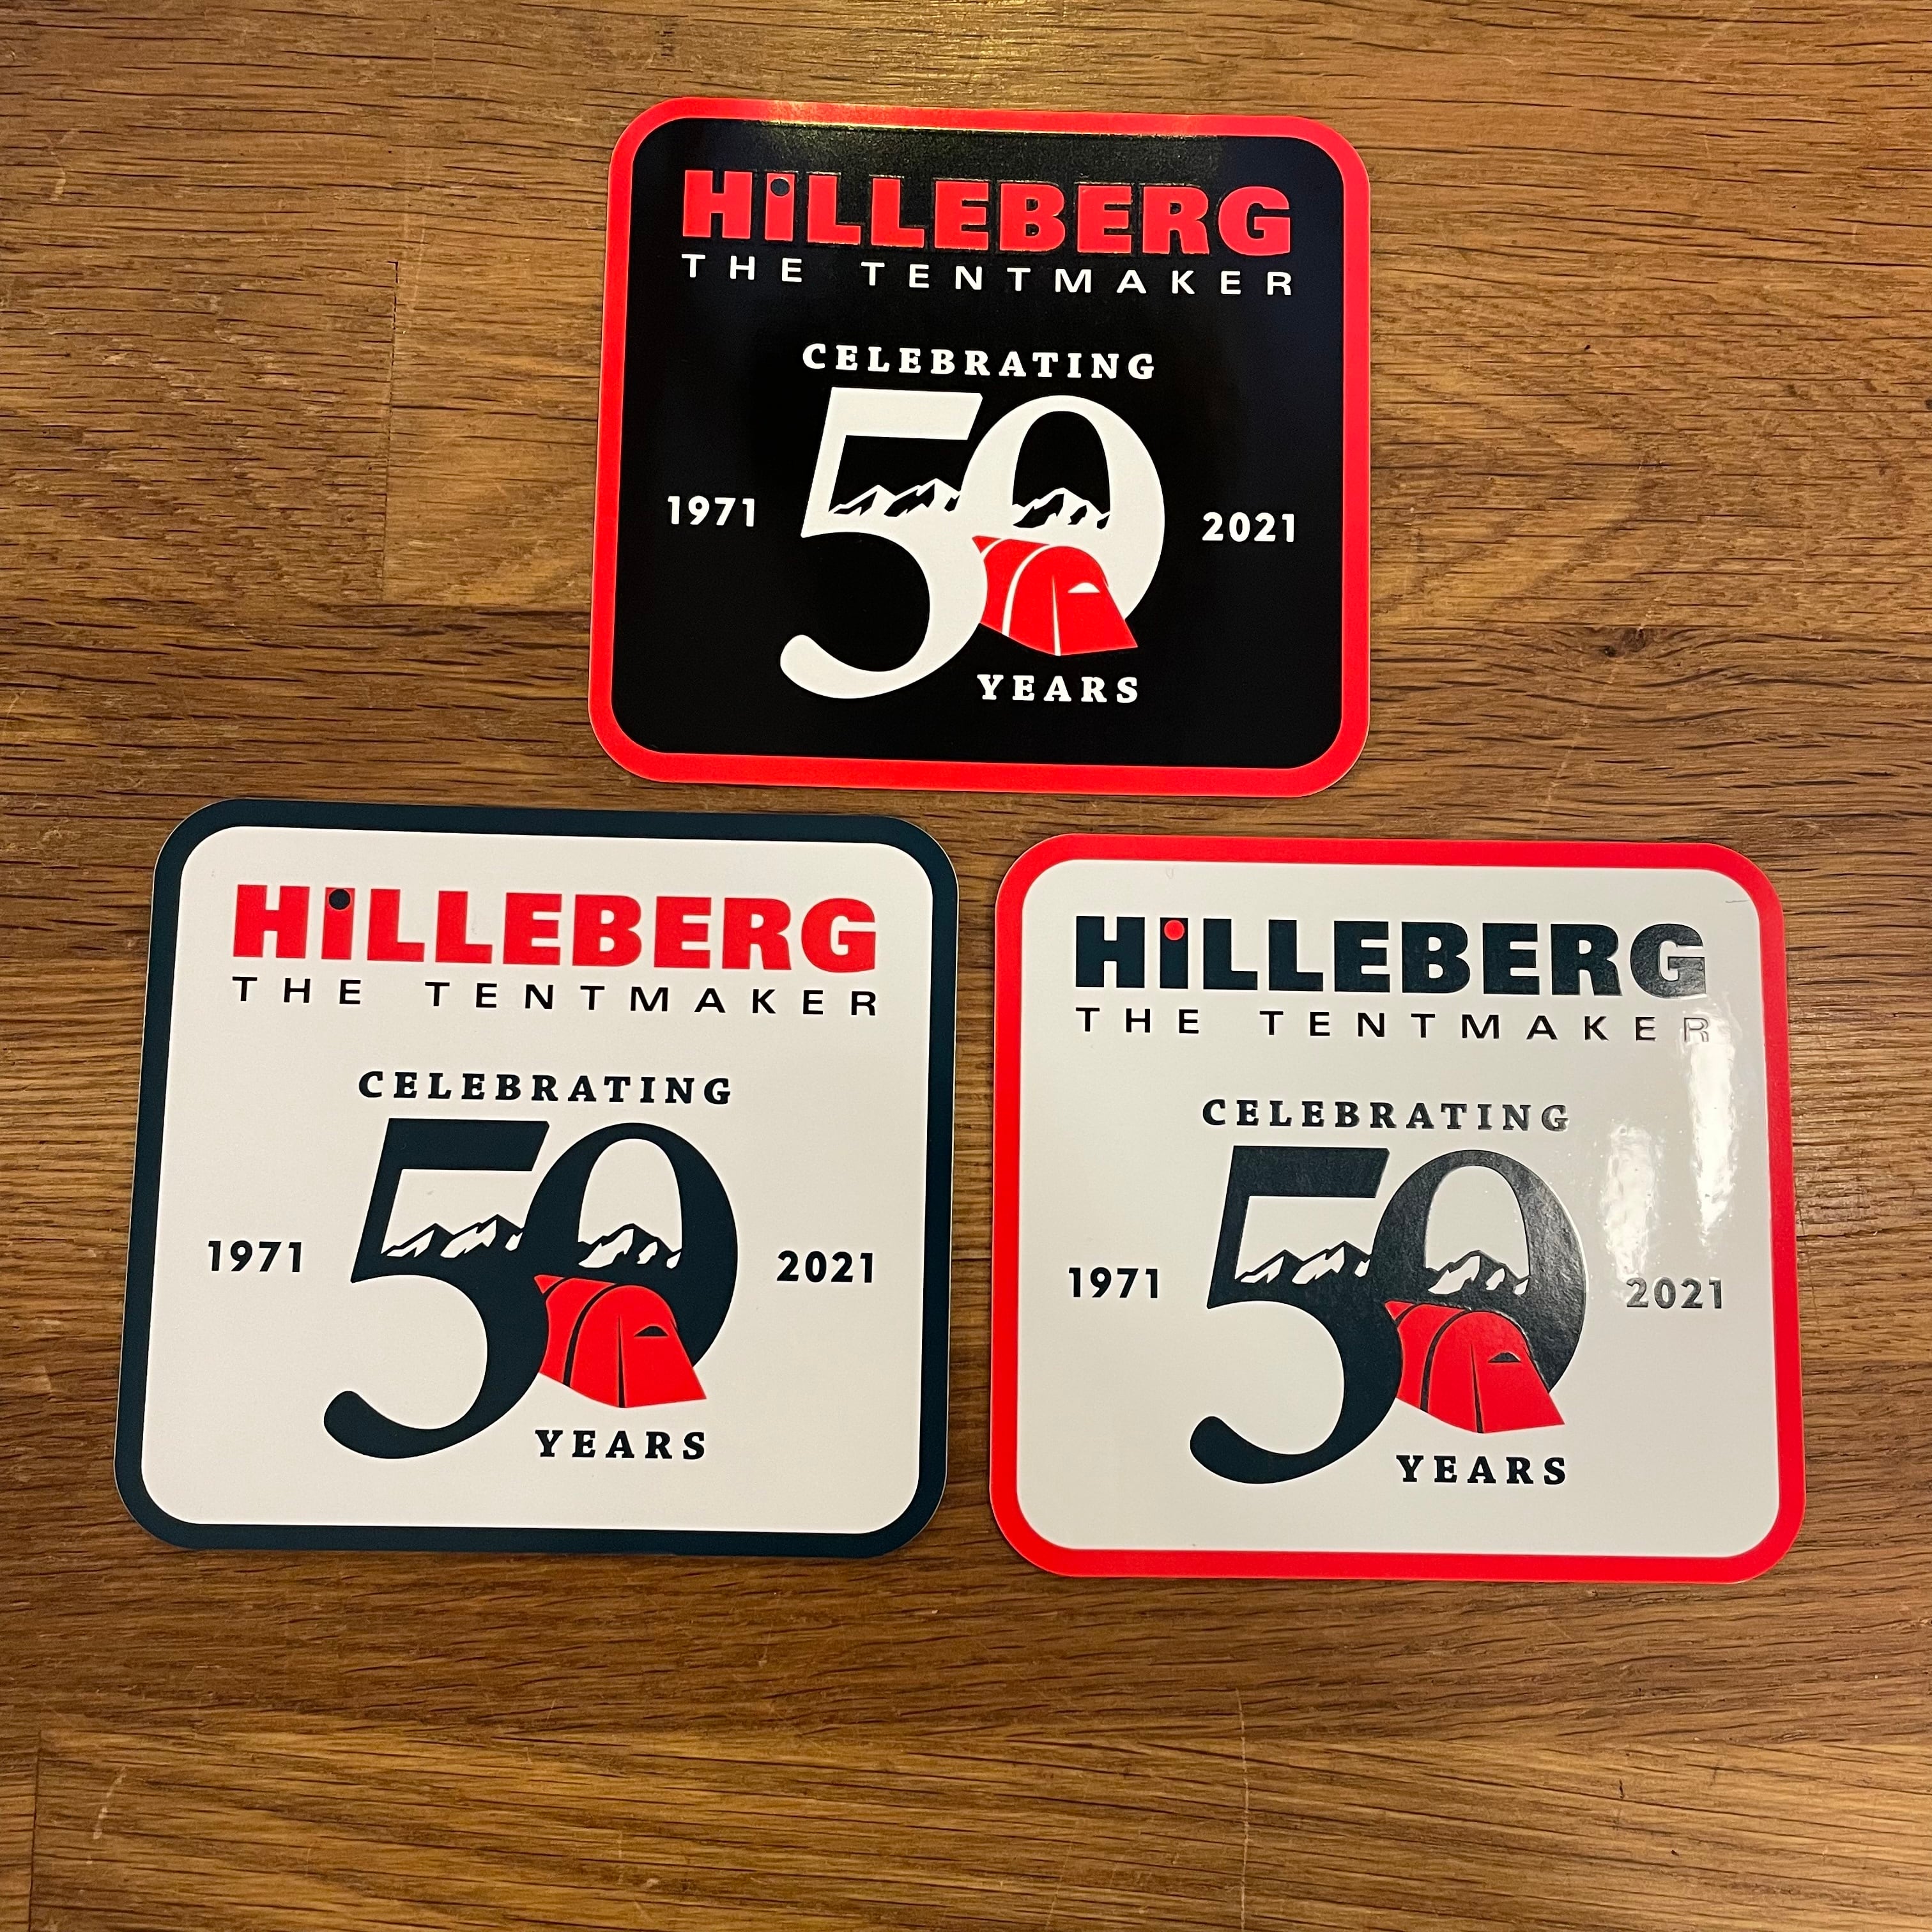 HiLLEBERG
THE TENTMAKER
CELEBRATING
50
1971 2021
YEARS
HiLLEBERG
THE TENTMAKER
CELEBRATING
50
1971 2021
YEARS
HiLLEBERG
THE TENTMAKER
CELEBRATING
50
1971 2021
YEARS